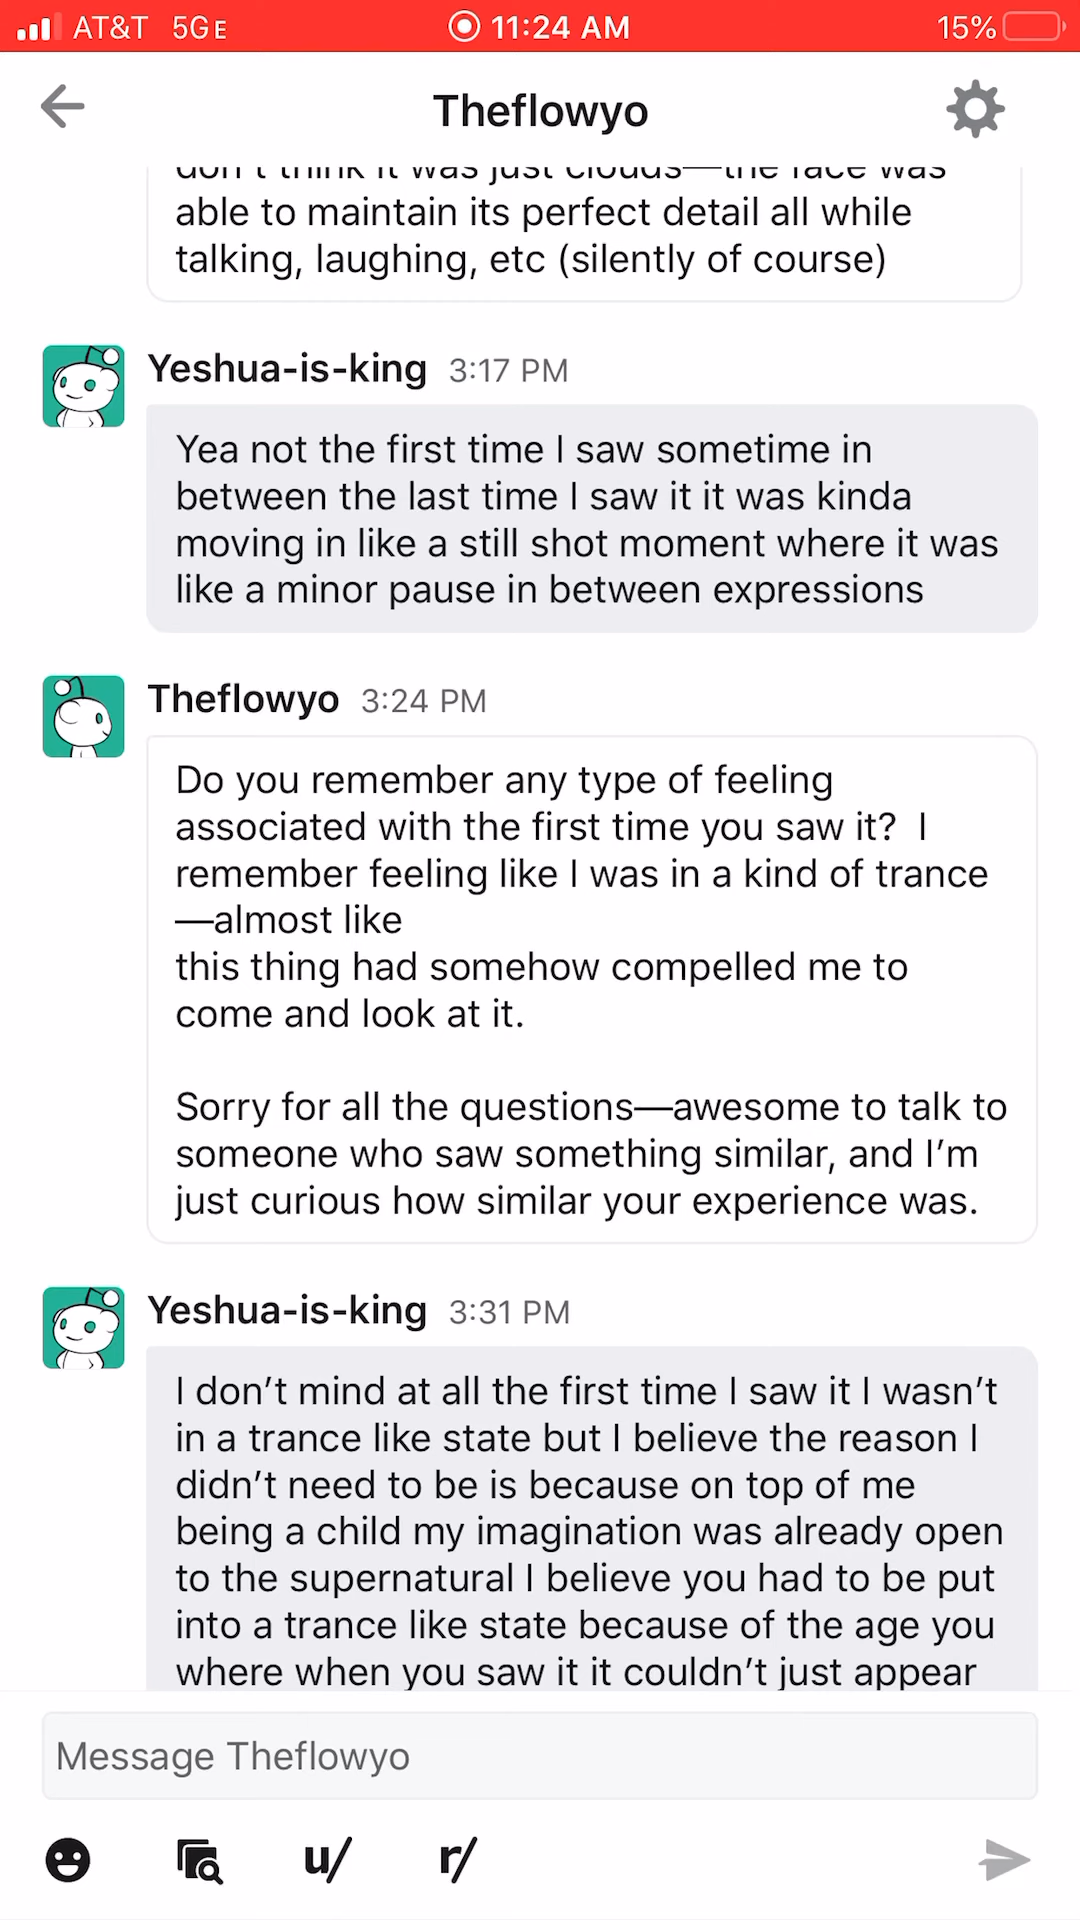 AT&T 5GE 11:24 AM 15%
Theflowyo
don't think it was just clouds—the face was
able to maintain its perfect detail all while
talking, laughing, etc (silently of course)
Yeshua-is-king 3:17 PM
Yea not the first time I saw sometime in
between the last time I saw it it was kinda
moving in like a still shot moment where it was
like a minor pause in between expressions
Theflowyo 3:24 PM
Do you remember any type of feeling
associated with the first time you saw it?  I
remember feeling like I was in a kind of trance
—almost like
this thing had somehow compelled me to
come and look at it.
Sorry for all the questions—awesome to talk to
someone who saw something similar, and I'm
just curious how similar your experience was.
Yeshua-is-king 3:31 PM
I don't mind at all the first time I saw it I wasn't
in a trance like state but I believe the reason I
didn't need to be is because on top of me
being a child my imagination was already open
to the supernatural I believe you had to be put
into a trance like state because of the age you
where when you saw it it couldn't just appear
Message Theflowyo
u/ r/